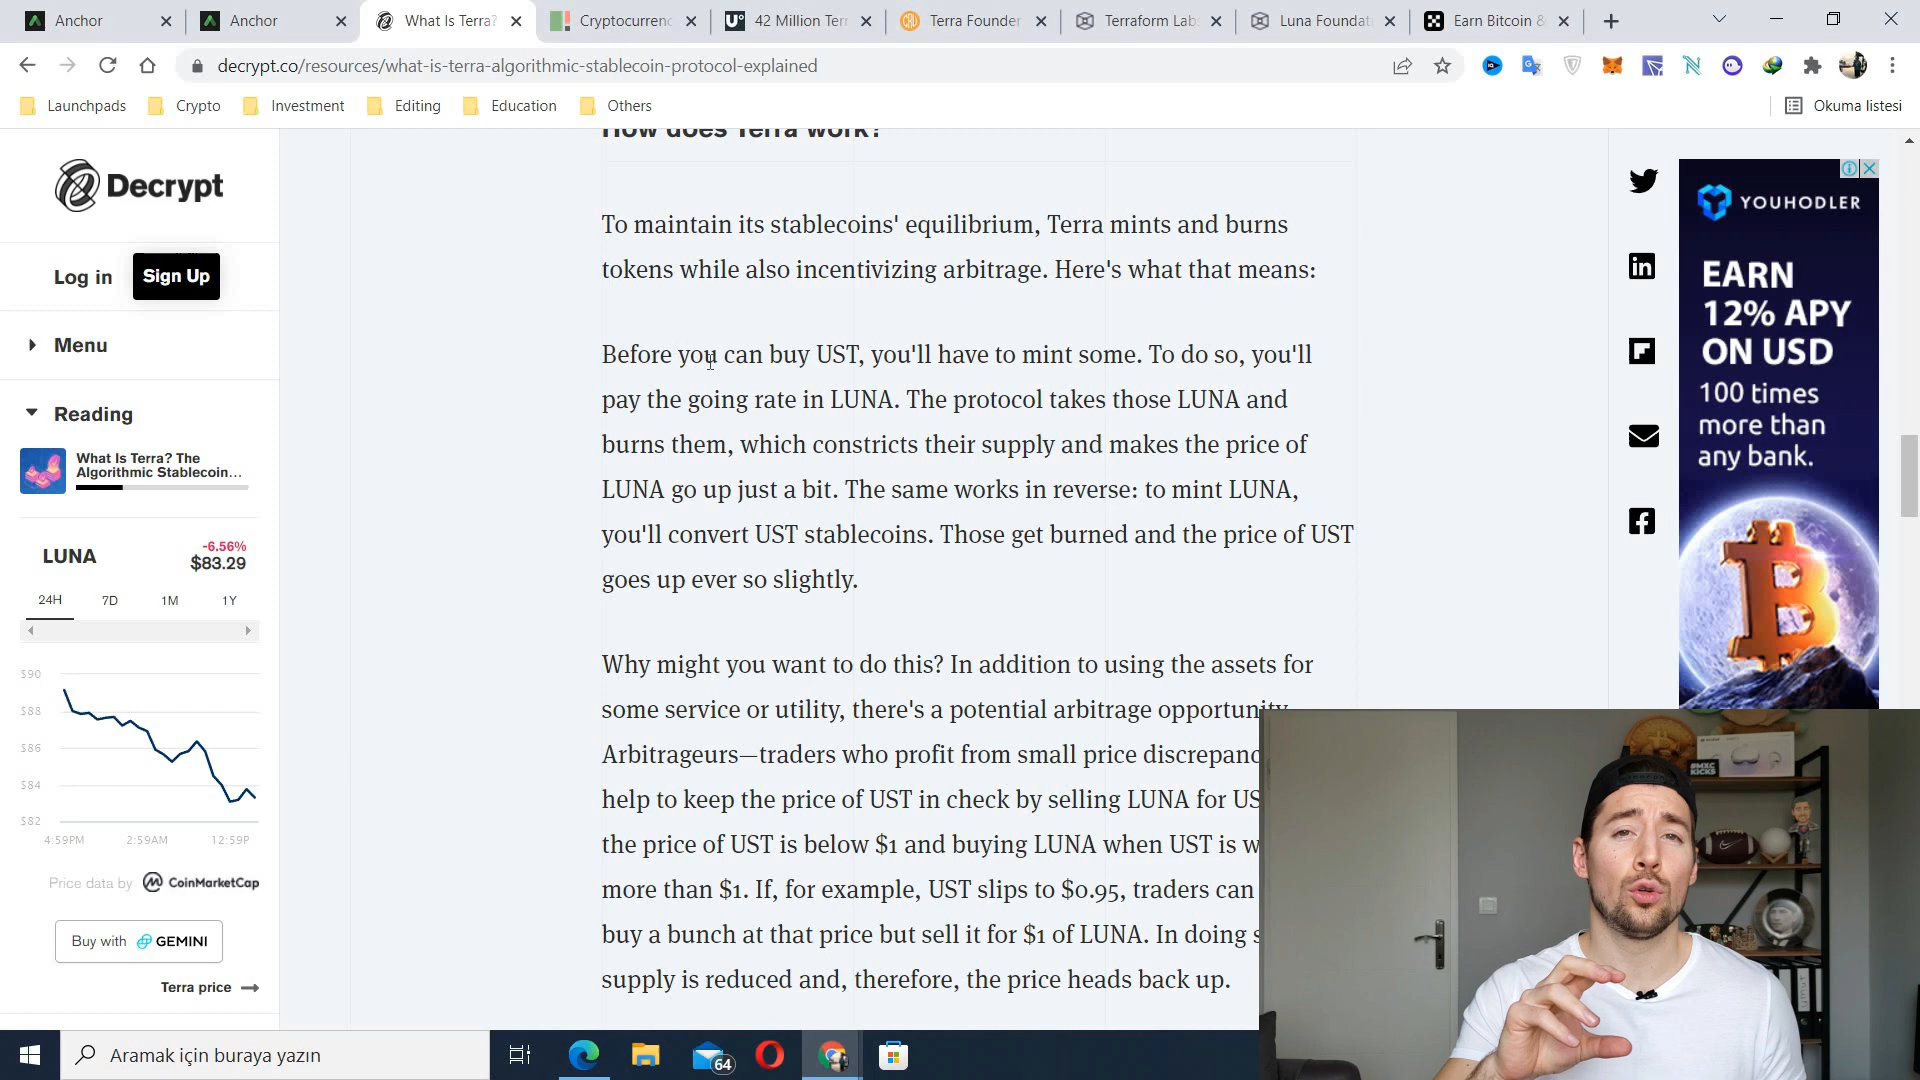 Anchor
Anchor
What Is Terra?
Cryptocurrenc
42 Million Terr
Terra Founder
Terraform Lab
Luna Foundat
Earn Bitcoin &
decrypt.co/resources/what-is-terra-algorithmic-stablecoin-protocol-explained
Launchpads
Crypto
Investment
Editing
Education
Others
Okuma listesi
Decrypt
Log in
Sign Up
Menu
Reading
What Is Terra? The
Algorithmic Stablecoin...
LUNA
-6.56%
$83.29
24H
7D
1M
1Y
$90
$88
$86
$84
$82
4:59PM
2:59AM
12:59P
Price data by CoinMarketCap
Buy with GEMINI
Terra price
How does Terra work?
To maintain its stablecoins' equilibrium, Terra mints and burns
tokens while also incentivizing arbitrage. Here's what that means:
Before you can buy UST, you'll have to mint some. To do so, you'll
pay the going rate in LUNA. The protocol takes those LUNA and
burns them, which constricts their supply and makes the price of
LUNA go up just a bit. The same works in reverse: to mint LUNA,
you'll convert UST stablecoins. Those get burned and the price of UST
goes up ever so slightly.
Why might you want to do this? In addition to using the assets for
some service or utility, there's a potential arbitrage opportunity
Arbitrageurs—traders who profit from small price discrepanc
help to keep the price of UST in check by selling LUNA for US
the price of UST is below $1 and buying LUNA when UST is w
more than $1. If, for example, UST slips to $0.95, traders can
buy a bunch at that price but sell it for $1 of LUNA. In doing s
supply is reduced and, therefore, the price heads back up.
YOUHODLER
EARN
12% APY
ON USD
100 times
more than
any bank.
#MXC
KICKS
Aramak için buraya yazın
64